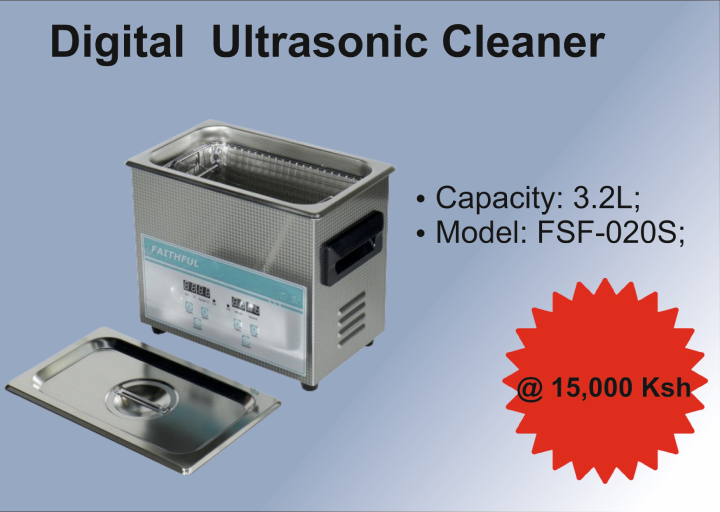 Digital Ultrasonic Cleaner
• Capacity: 3.2L;
• Model: FSF-020S;
FAITHFUL
@ 15,000 Ksh